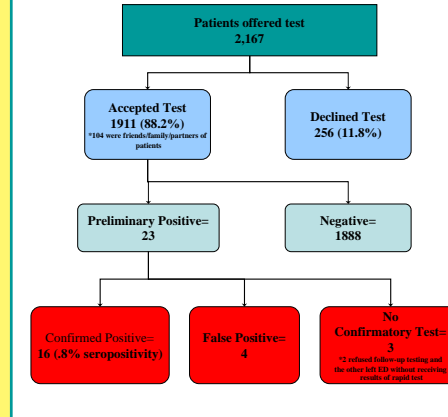 Patients offered test
2,167
Accepted Test
1911 (88.2%)
*104 were friends/family/partners of
patients
Declined Test
256 (11.8%)
Preliminary Positive=
23
Negative=
1888
Confirmed Positive=
16 (.8% seropositivity)
False Positive=
4
No
Confirmatory Test=
3
*2 refused follow-up testing and
the other left ED without receiving
results of rapid test